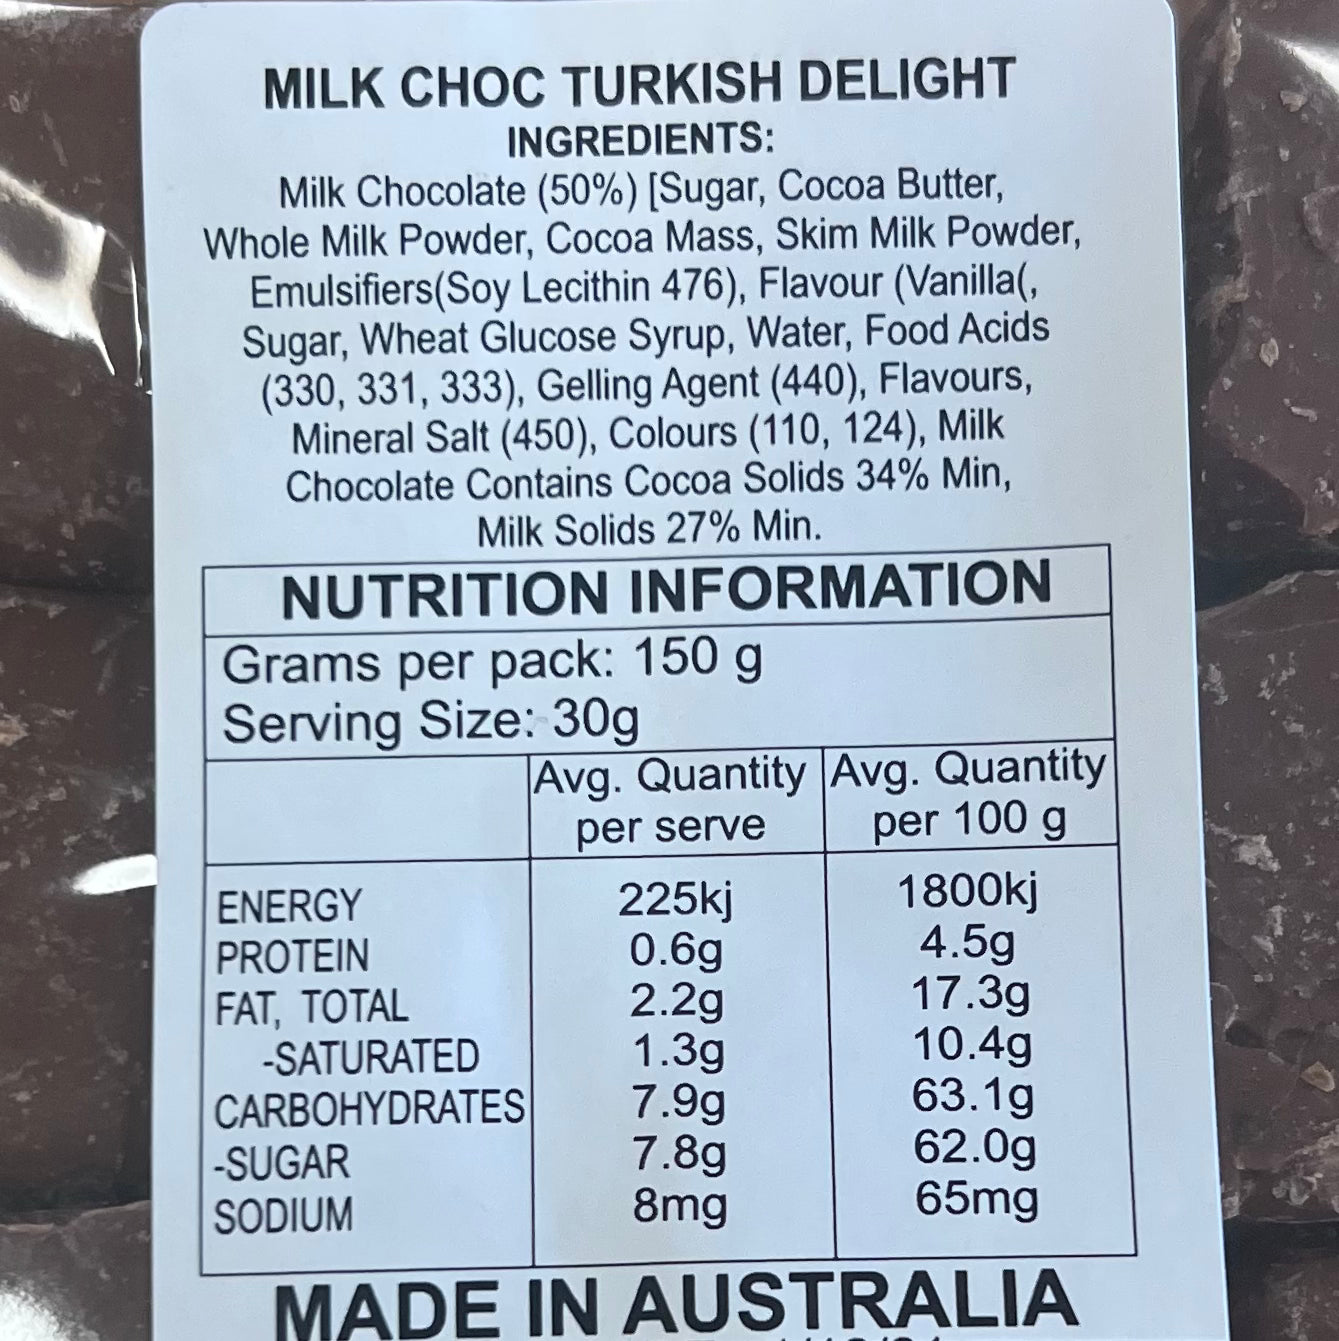 MILK CHOC TURKISH DELIGHT
INGREDIENTS:
Milk Chocolate (50%) [Sugar, Cocoa Butter,
Whole Milk Powder, Cocoa Mass, Skim Milk Powder,
Emulsifiers(Soy Lecithin 476), Flavour (Vanilla(,
Sugar, Wheat Glucose Syrup, Water, Food Acids
(330, 331, 333), Gelling Agent (440), Flavours,
Mineral Salt (450), Colours (110, 124), Milk
Chocolate Contains Cocoa Solids 34% Min,
Milk Solids 27% Min.
NUTRITION INFORMATION
Grams per pack: 150 g
Serving Size: 30g
Avg. Quantity per serve Avg. Quantity per 100 g
ENERGY 225kj 1800kj
PROTEIN 0.6g 4.5g
FAT, TOTAL 2.2g 17.3g
-SATURATED 1.3g 10.4g
CARBOHYDRATES 7.9g 63.1g
-SUGAR 7.8g 62.0g
SODIUM 8mg 65mg
MADE IN AUSTRALIA